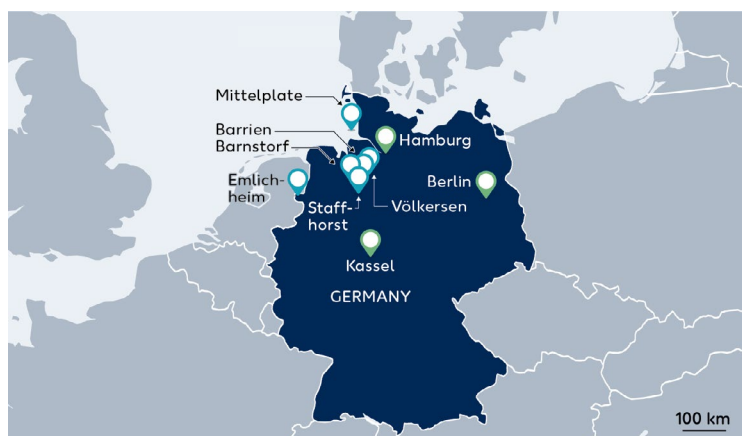 Mittelplate
Barrien
Barnstorf
Hamburg
Emlich-
heim
Berlin
Staff-
horst
Völkersen
Kassel
GERMANY
100 km